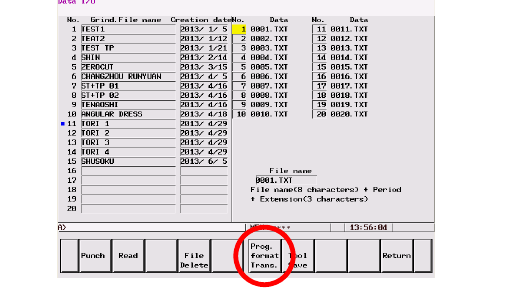 Data I/O
No. Grind.File name Creation date No. Data No. Data
1 TEST1 2013/ 1/ 5 1 0001.TXT 11 0011.TXT
2 TEAT2 2013/ 1/12 2 0002.TXT 12 0012.TXT
3 TEST TP 2013/ 1/21 3 0003.TXT 13 0013.TXT
4 SHIN 2013/ 2/14 4 0004.TXT 14 0014.TXT
5 ZEROCUT 2013/ 3/15 5 0005.TXT 15 0015.TXT
6 CHANGZHOU RUNYUAN 2013/ 4/ 5 6 0006.TXT 16 0016.TXT
7 ST+TP 01 2013/ 4/16 7 0007.TXT 17 0017.TXT
8 ST+TP 02 2013/ 4/16 8 0008.TXT 18 0018.TXT
9 TENAOSHI 2013/ 4/16 9 0009.TXT 19 0019.TXT
10 ANGULAR DRESS 2013/ 4/18 10 0010.TXT 20 0020.TXT
11 TORI 1 2013/ 4/29
12 TORI 2 2013/ 4/29
13 TORI 3 2013/ 4/29
14 TORI 4 2013/ 4/29
15 SHUSOKU 2013/ 6/ 5
16 File name
17 0001.TXT
18 File name(8 characters) + Period
19 + Extension(3 characters)
20
A>
13:56:04
Punch Read File Delete Prog. format Trans. Tool Save Return